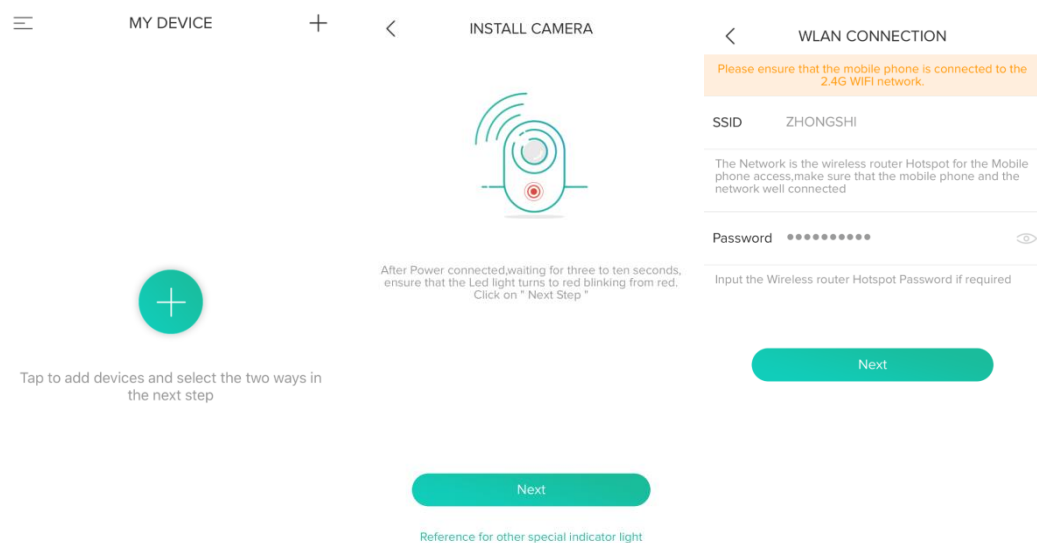 MY DEVICE
Tap to add devices and select the two ways in
the next step
INSTALL CAMERA
After Power connected,waiting for three to ten seconds,
ensure that the Led light turns to red blinking from red.
Click on " Next Step "
Next
Reference for other special indicator light
WLAN CONNECTION
Please ensure that the mobile phone is connected to the
2.4G WIFI network.
SSID ZHONGSHI
The Network is the wireless router Hotspot for the Mobile
phone access,make sure that the mobile phone and the
network well connected
Password ●●●●●●●●●●
Input the Wireless router Hotspot Password if required
Next